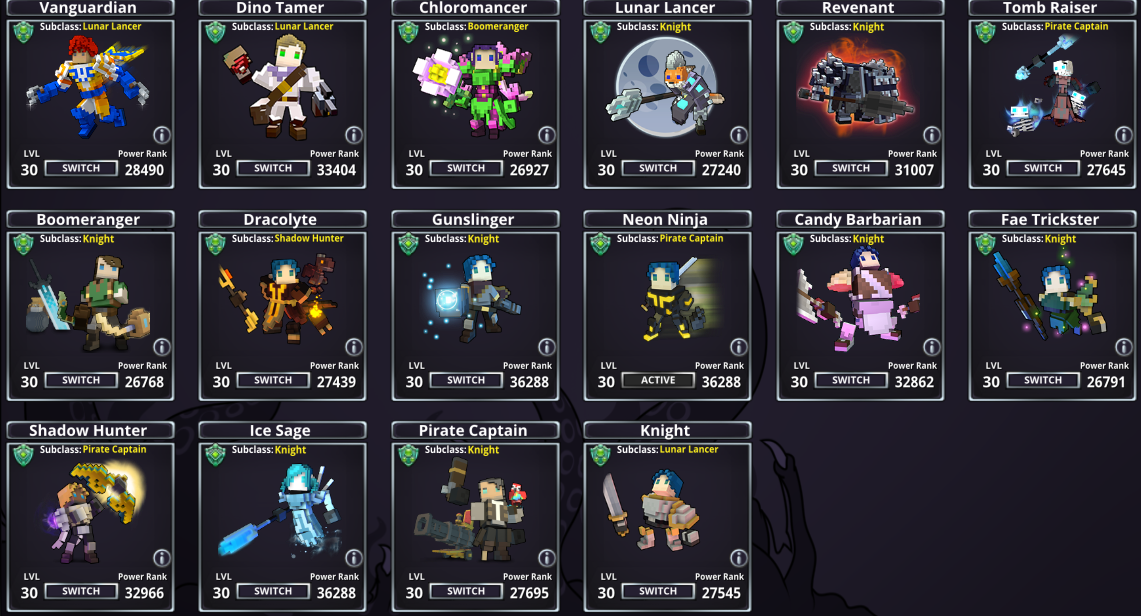 Vanguardian Dino Tamer Chloromancer Lunar Lancer Revenant Tomb Raiser
Subclass: Lunar Lancer Subclass: Lunar Lancer Subclass: Boomeranger Subclass: Knight Subclass: Knight Subclass: Pirate Captain
LVL Power Rank LVL Power Rank LVL Power Rank LVL Power Rank LVL Power Rank LVL Power Rank
30 SWITCH 28490 30 SWITCH 33404 30 SWITCH 26927 30 SWITCH 27240 30 SWITCH 31007 30 SWITCH 27645
Boomeranger Dracolyte Gunslinger Neon Ninja Candy Barbarian Fae Trickster
Subclass: Knight Subclass: Shadow Hunter Subclass: Knight Subclass: Pirate Captain Subclass: Knight Subclass: Knight
LVL Power Rank LVL Power Rank LVL Power Rank LVL Power Rank LVL Power Rank LVL Power Rank
30 SWITCH 26768 30 SWITCH 27439 30 SWITCH 36288 30 ACTIVE 36288 30 SWITCH 32862 30 SWITCH 26791
Shadow Hunter Ice Sage Pirate Captain Knight
Subclass: Pirate Captain Subclass: Knight Subclass: Knight Subclass: Lunar Lancer
LVL Power Rank LVL Power Rank LVL Power Rank LVL Power Rank
30 SWITCH 32966 30 SWITCH 36288 30 SWITCH 27695 30 SWITCH 27545